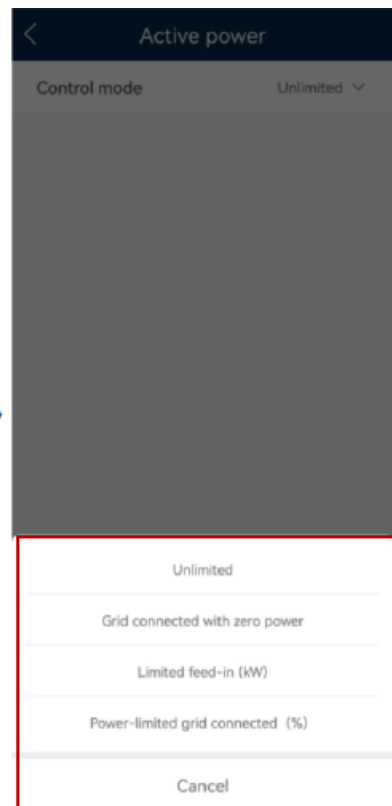 Active power
Control mode Unlimited
Unlimited
Grid connected with zero power
Limited feed-in (kW)
Power-limited grid connected (%)
Cancel